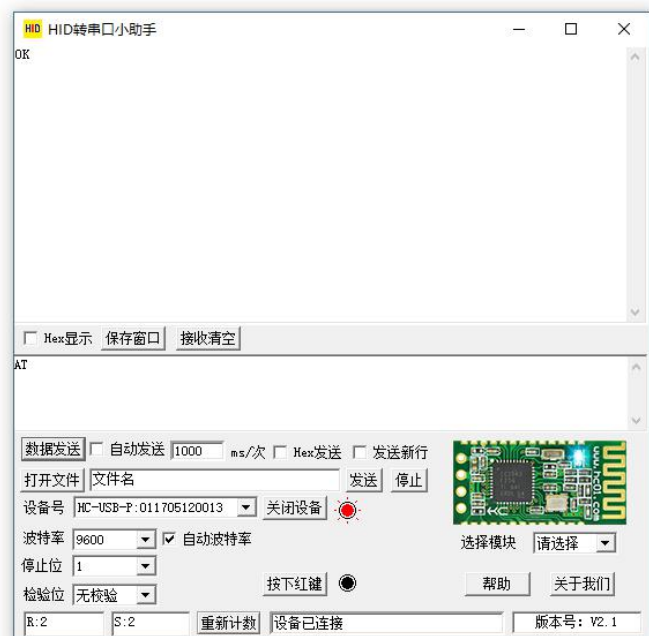 HID HID转串口小助手
OK
Hex显示 保存窗口 接收清空
AT
数据发送 自动发送 1000 ms/次 Hex发送 发送新行
打开文件 文件名 发送 停止
设备号 HC-USB-P:011705120013 关闭设备
波特率 9600 自动波特率
停止位 1
检验位 无校验 按下红键
www.hc01.com
选择模块 请选择
帮助 关于我们
R:2 S:2 重新计数 设备已连接 版本号: V2.1